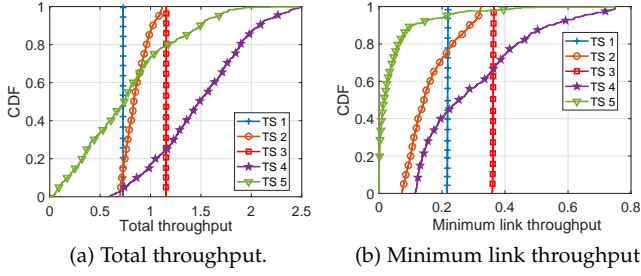 1
0.8
0.6
0.4
0.2
0
CDF
0 0.5 1.0 1.5 2.0 2.5
Total throughput
TS 1
TS 2
TS 3
TS 4
TS 5
(a) Total throughput.
1
0.8
0.6
0.4
0.2
0
CDF
0 0.2 0.4 0.6 0.8
Minimum link throughput
TS 1
TS 2
TS 3
TS 4
TS 5
(b) Minimum link throughput